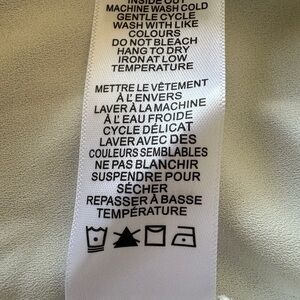 INSIDE OUT
MACHINE WASH COLD
GENTLE CYCLE
WASH WITH LIKE
COLOURS
DO NOT BLEACH
HANG TO DRY
IRON AT LOW
TEMPERATURE
METTRE LE VÊTEMENT
À L'ENVERS
LAVER À LA MACHINE
À L'EAU FROIDE
CYCLE DÉLICAT
LAVER AVEC DES
COULEURS SEMBLABLES
NE PAS BLANCHIR
SUSPENDRE POUR
SÉCHER
REPASSER À BASSE
TEMPÉRATURE